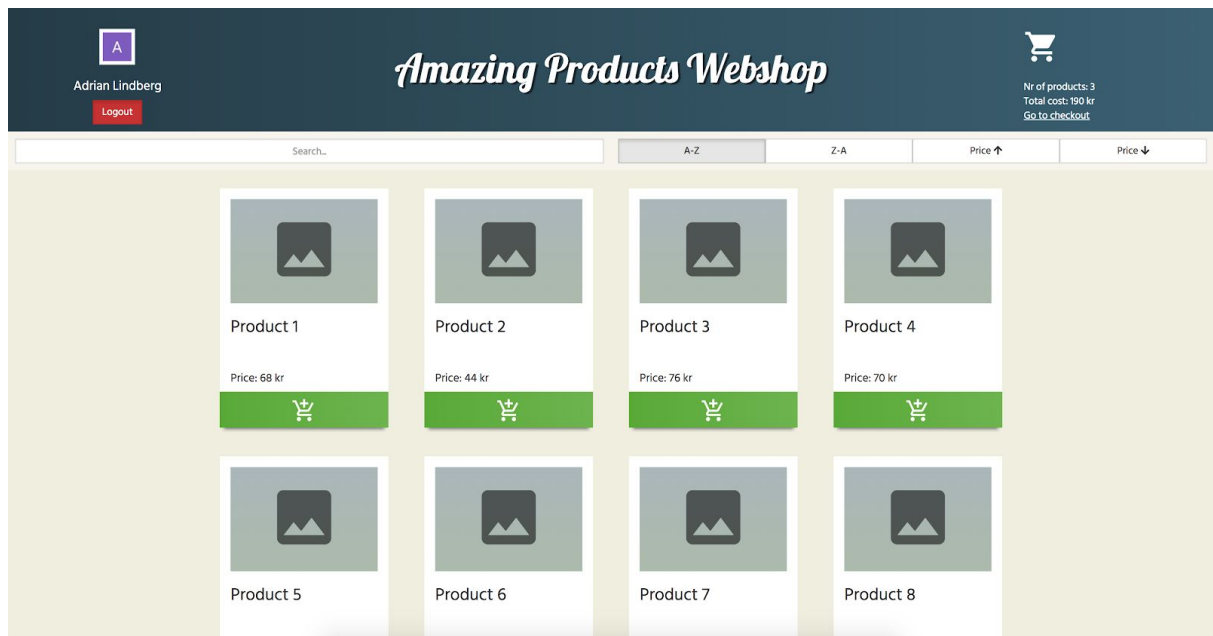 A
Adrian Lindberg
Logout
Amazing Products Webshop
Nr of products: 3
Total cost: 190 kr
Go to checkout
Search...
A-Z
Z-A
Price ↑
Price ↓
Product 1
Price: 68 kr
Product 2
Price: 44 kr
Product 3
Price: 76 kr
Product 4
Price: 70 kr
Product 5
Product 6
Product 7
Product 8